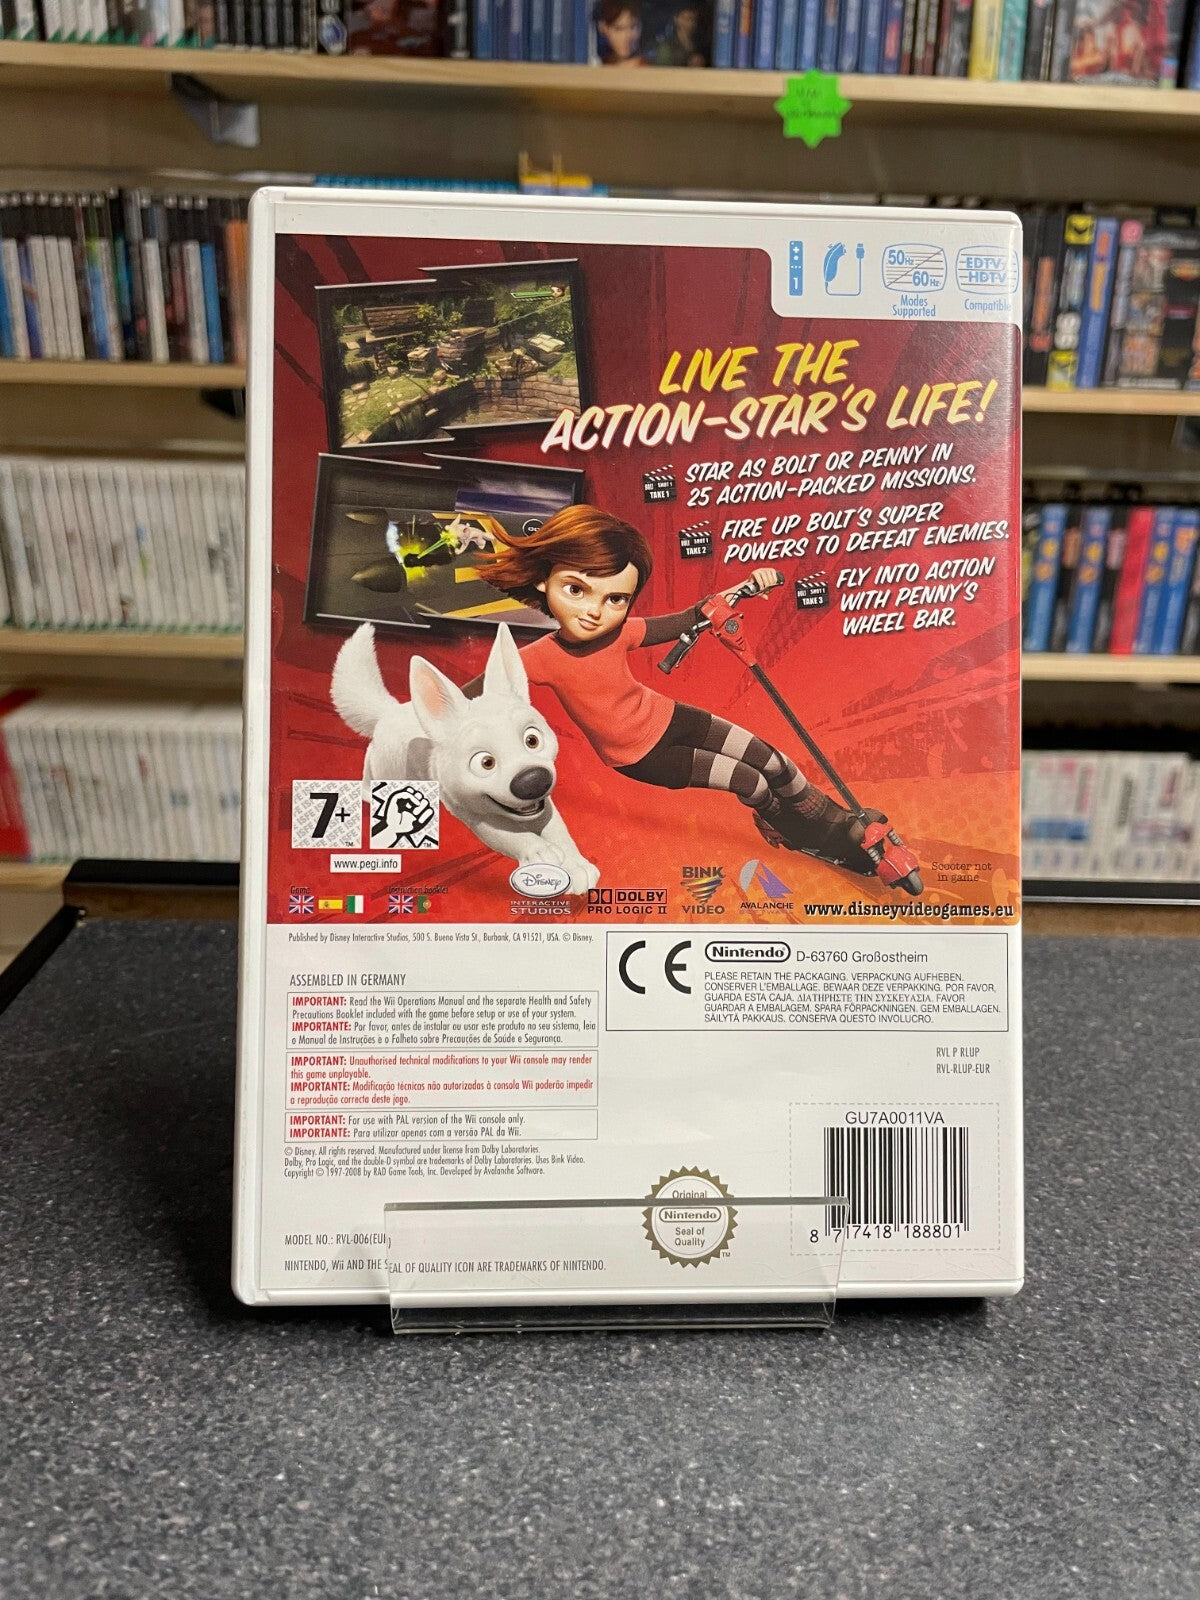 1
50Hz
60Hz
Modes
Supported
EDTV/
HDTV
Compatible
LIVE THE
ACTION-STAR'S LIFE!
TAKE 1
STAR AS BOLT OR PENNY IN
25 ACTION-PACKED MISSIONS.
TAKE 2
FIRE UP BOLT'S SUPER
POWERS TO DEFEAT ENEMIES.
TAKE 3
FLY INTO ACTION
WITH PENNY'S
WHEEL BAR.
7+
www.pegi.info
Game
Instruction booklet
Disney
INTERACTIVE
STUDIOS
DOLBY
PRO LOGIC II
BINK
VIDEO
AVALANCHE
Scooter not
in game
www.disneyvideogames.eu
Published by Disney Interactive Studios, 500 S. Buena Vista St., Burbank, CA 91521, USA. © Disney.
ASSEMBLED IN GERMANY
IMPORTANT: Read the Wii Operations Manual and the separate Health and Safety
Precautions Booklet included with the game before setup or use of your system.
IMPORTANTE: Por favor, antes de instalar ou usar este produto no seu sistema, leia
o Manual de Instruções e o Folheto sobre Precauções de Saúde e Segurança.
IMPORTANT: Unauthorised technical modifications to your Wii console may render
this game unplayable.
IMPORTANTE: Modificação técnicas não autorizadas à consola Wii poderão impedir
a reprodução correcta deste jogo.
IMPORTANT: For use with PAL version of the Wii console only.
IMPORTANTE: Para utilizar apenas com a versão PAL da Wii.
© Disney. All rights reserved. Manufactured under license from Dolby Laboratories.
Dolby, Pro Logic, and the double-D symbol are trademarks of Dolby Laboratories. Uses Bink Video.
Copyright © 1997-2008 by RAD Game Tools, Inc. Developed by Avalanche Software.
CE
Nintendo
D-63760 Großostheim
PLEASE RETAIN THE PACKAGING. VERPACKUNG AUFHEBEN.
CONSERVER L'EMBALLAGE. BEWAAR DEZE VERPAKKING. POR FAVOR,
GUARDA ESTA CAJA. ΔΙΑΤΗΡΗΣΤΕ ΤΗΝ ΣΥΣΚΕΥΑΣΙΑ. FAVOR
GUARDAR A EMBALAGEM. SPARA FÖRPACKNINGEN. GEM EMBALLAGEN.
SÄILYTÄ PAKKAUS. CONSERVA QUESTO INVOLUCRO.
RVL P RLUP
RVL-RLUP-EUR
GU7A0011VA
8 717418 188801
Original
Nintendo
Seal of
Quality
TM
MODEL NO.: RVL-006(EUR)
NINTENDO, Wii AND THE SEAL OF QUALITY ICON ARE TRADEMARKS OF NINTENDO.